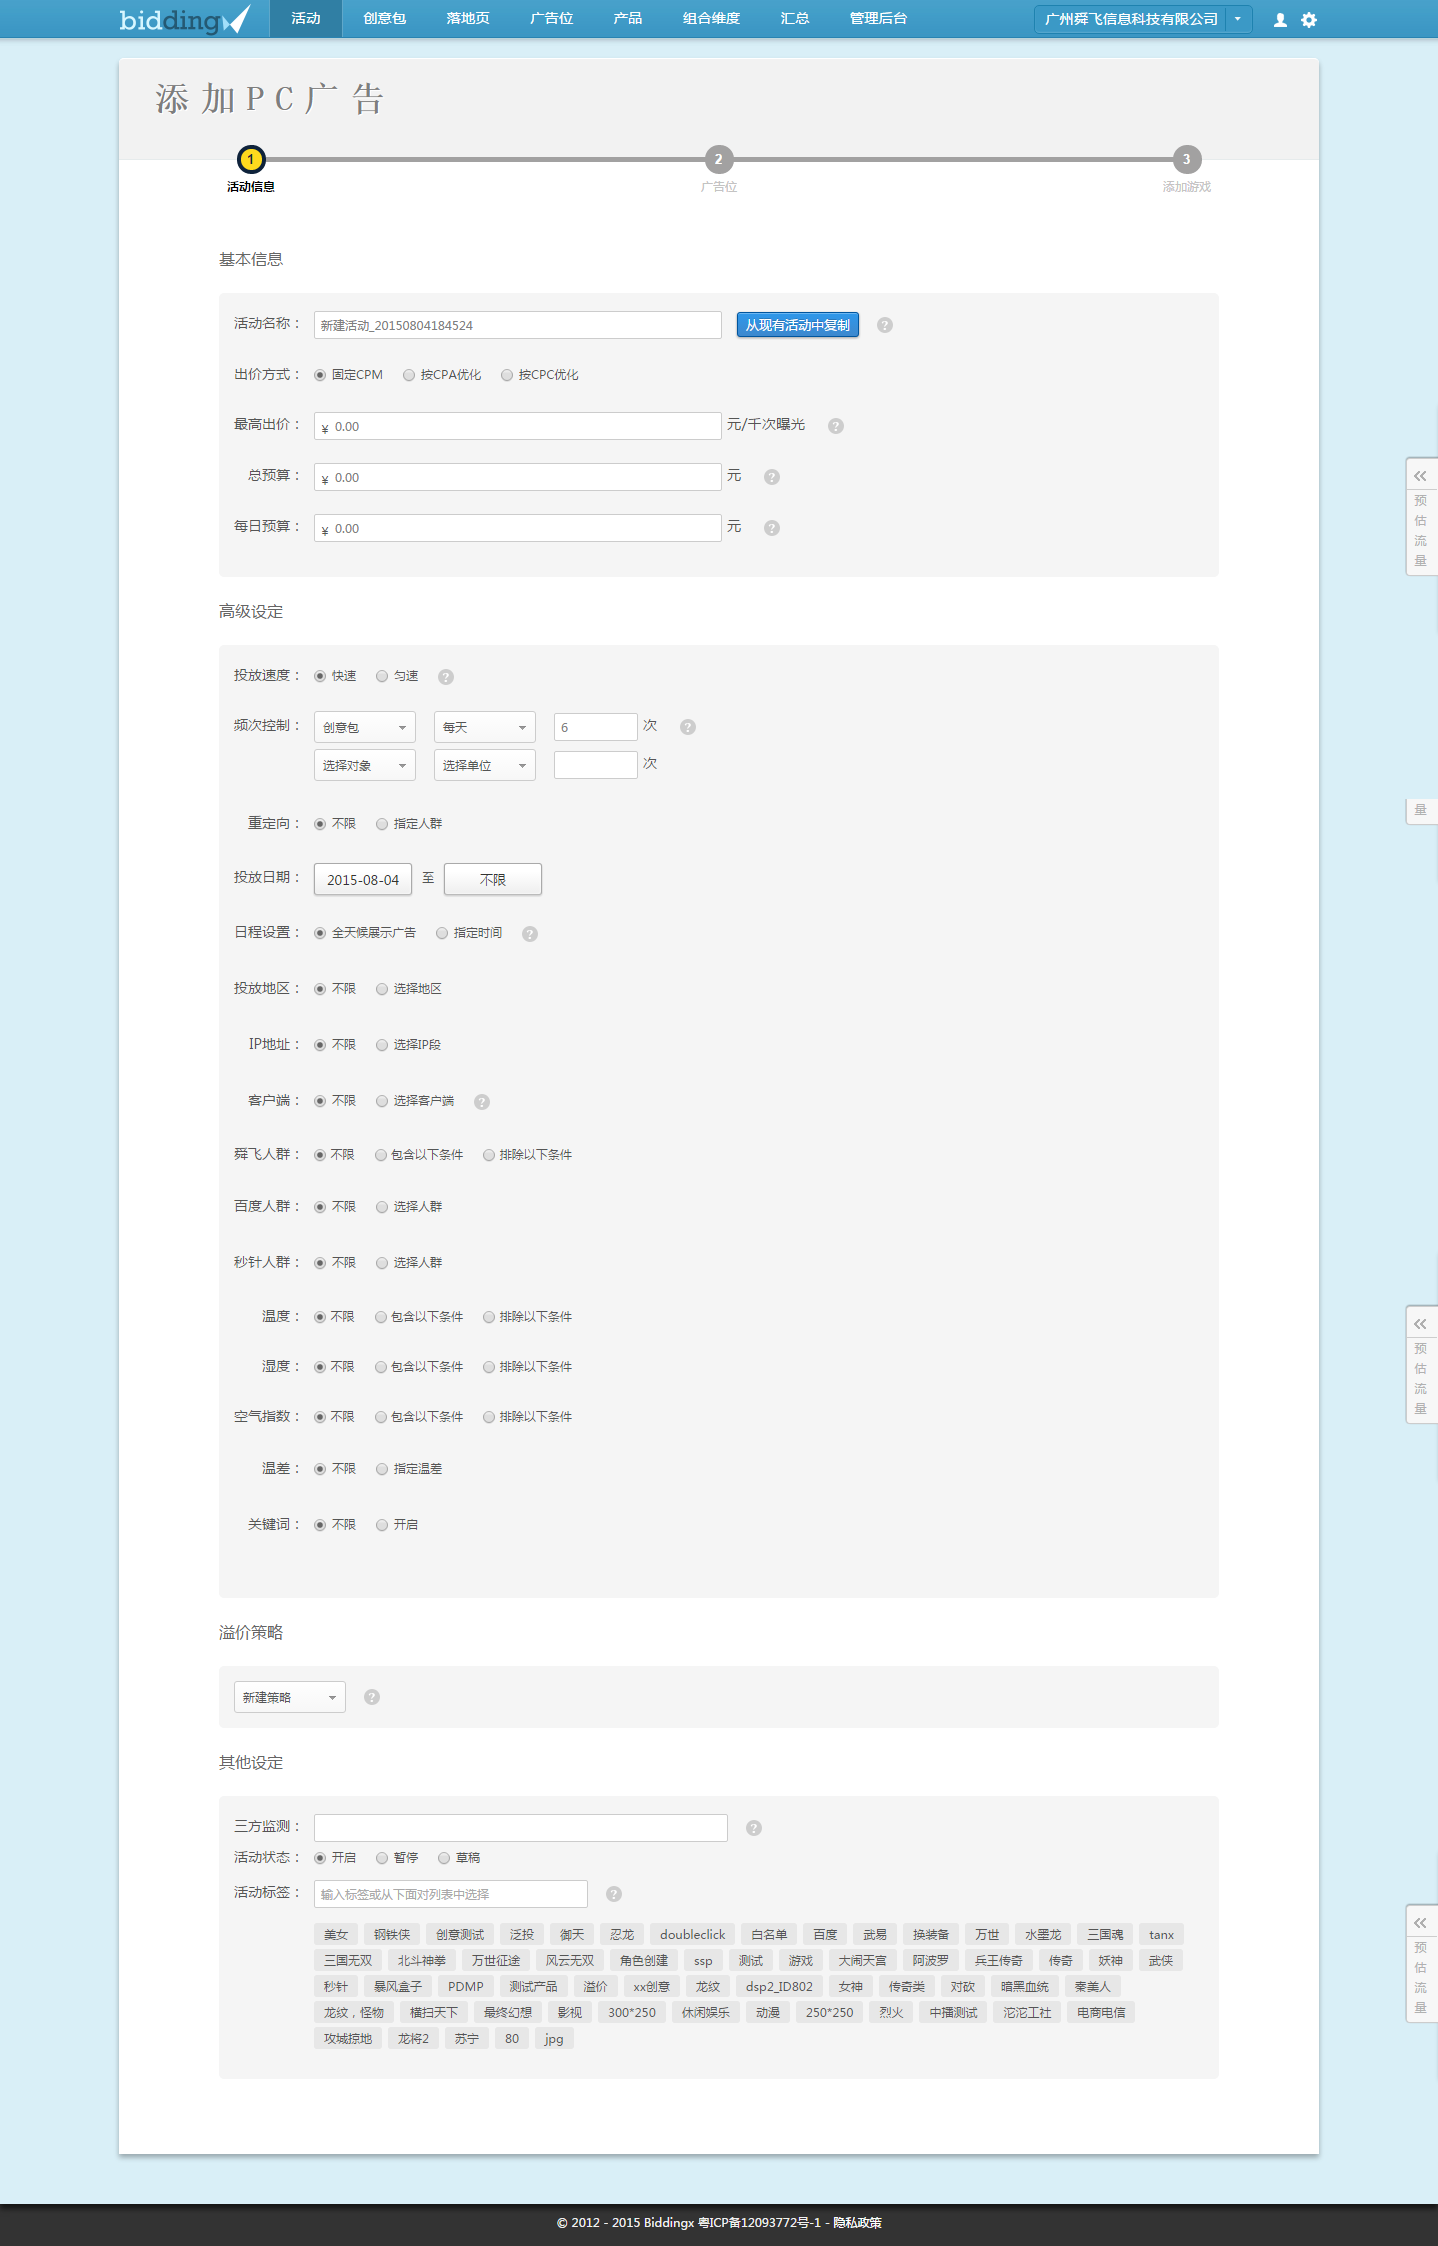 biddingx 活动 创意包 落地页 广告位 产品 组合维度 汇总 管理后台 广州舜飞信息科技有限公司
添加PC广告
1 2 3
活动信息 广告位 添加游戏
基本信息
活动名称： 新建活动_20150804184524 从现有活动中复制 ?
出价方式： 固定CPM 按CPA优化 按CPC优化
最高出价： ¥ 0.00 元/千次曝光 ?
总预算： ¥ 0.00 元 ?
每日预算： ¥ 0.00 元 ?
预估流量
高级设定
投放速度： 快速 匀速 ?
频次控制： 创意包 每天 6 次 ?
选择对象 选择单位 次
量
重定向： 不限 指定人群
投放日期： 2015-08-04 至 不限
日程设置： 全天候展示广告 指定时间 ?
投放地区： 不限 选择地区
IP地址： 不限 选择IP段
客户端： 不限 选择客户端 ?
舜飞人群： 不限 包含以下条件 排除以下条件
百度人群： 不限 选择人群
秒针人群： 不限 选择人群
温度： 不限 包含以下条件 排除以下条件
湿度： 不限 包含以下条件 排除以下条件
预估流量
空气指数： 不限 包含以下条件 排除以下条件
温差： 不限 指定温差
关键词： 不限 开启
溢价策略
新建策略 ?
其他设定
三方监测： ?
活动状态： 开启 暂停 草稿
活动标签： 输入标签或从下面对列表中选择 ?
美女 钢铁侠 创意测试 泛投 御天 忍龙 doubleclick 白名单 百度 武易 换装备 万世 水墨龙 三国魂 tanx
三国无双 北斗神拳 万世征途 风云无双 角色创建 ssp 测试 游戏 大闹天宫 阿波罗 兵王传奇 传奇 妖神 武侠
秒针 暴风盒子 PDMP 测试产品 溢价 xx创意 龙纹 dsp2_ID802 女神 传奇类 对砍 暗黑血统 秦美人
龙纹，怪物 横扫天下 最终幻想 影视 300*250 休闲娱乐 动漫 250*250 烈火 中播测试 沱沱工社 电商电信
攻城掠地 龙将2 苏宁 80 jpg
预估流量
© 2012 - 2015 Biddingx 粤ICP备12093772号-1 - 隐私政策